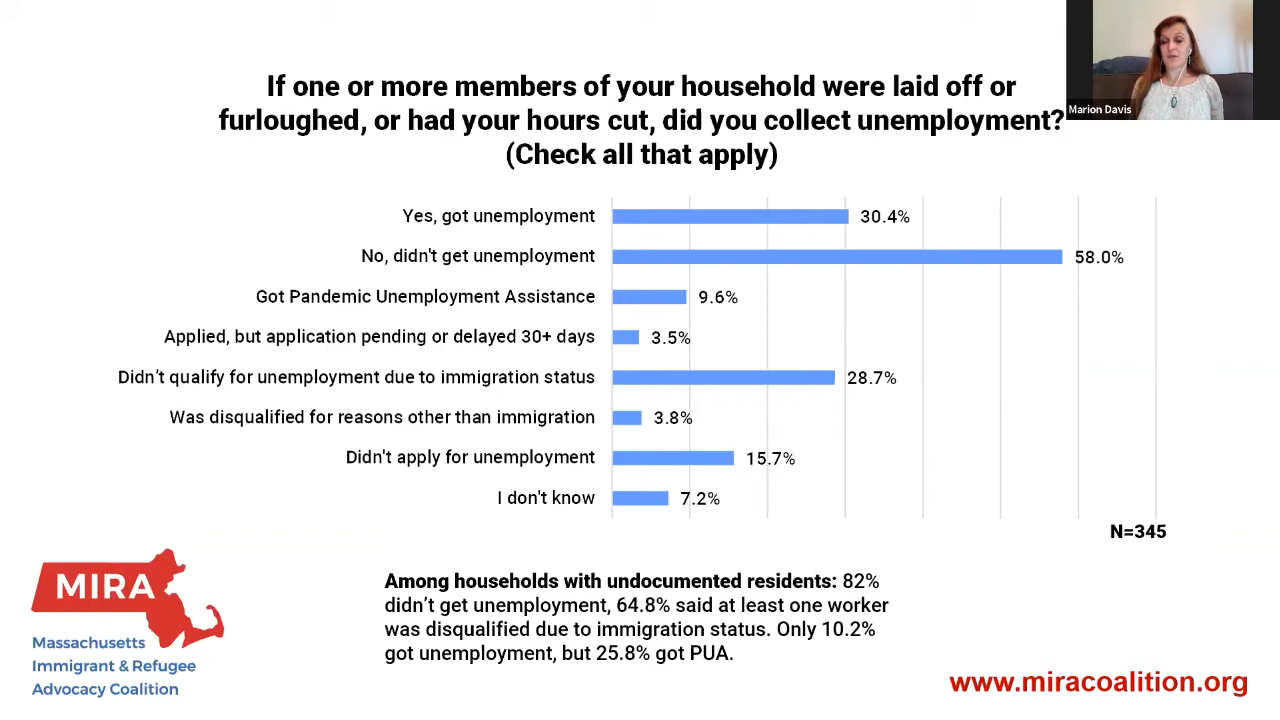 If one or more members of your household were laid off or
furloughed, or had your hours cut, did you collect unemployment?
(Check all that apply)
Marion Davis
Yes, got unemployment 30.4%
No, didn't get unemployment 58.0%
Got Pandemic Unemployment Assistance 9.6%
Applied, but application pending or delayed 30+ days 3.5%
Didn’t qualify for unemployment due to immigration status 28.7%
Was disqualified for reasons other than immigration 3.8%
Didn't apply for unemployment 15.7%
I don't know 7.2%
N=345
MIRA
Massachusetts
Immigrant & Refugee
Advocacy Coalition
Among households with undocumented residents: 82%
didn’t get unemployment, 64.8% said at least one worker
was disqualified due to immigration status. Only 10.2%
got unemployment, but 25.8% got PUA.
www.miracoalition.org